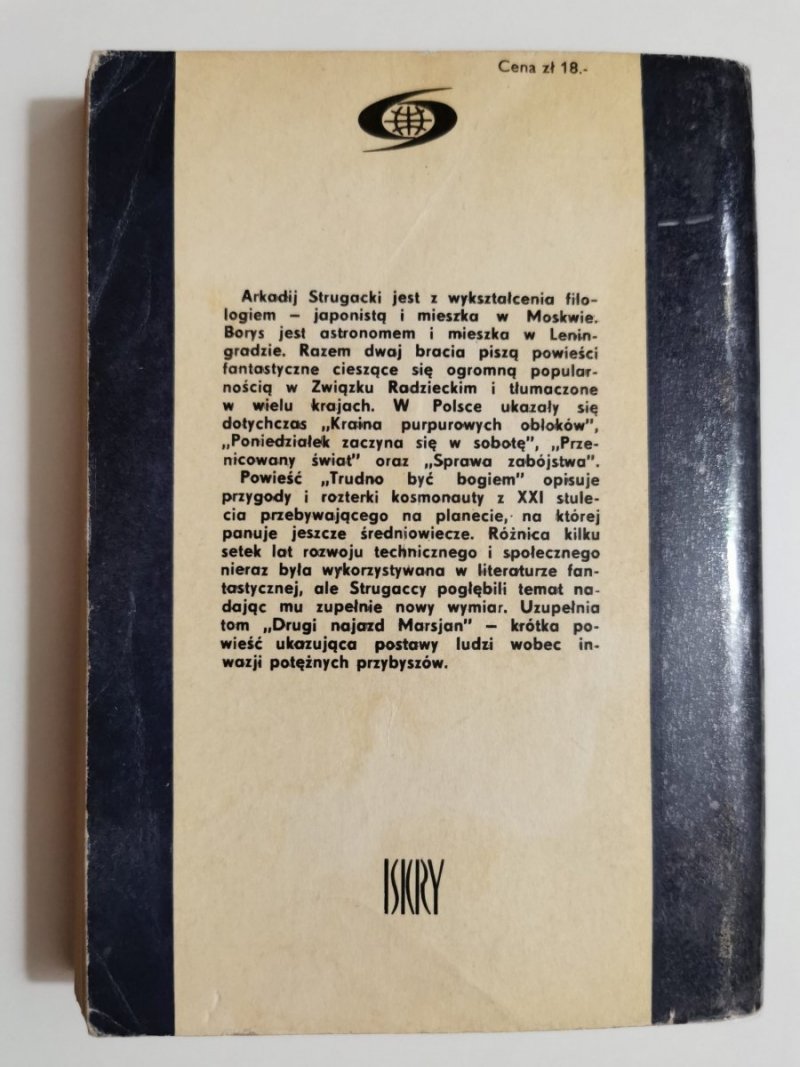 Cena zł 18.-
Arkadij Strugacki jest z wykształcenia filo-
logiem – japonistą i mieszka w Moskwie.
Borys jest astronomem i mieszka w Lenin-
gradzie. Razem dwaj bracia piszą powieści
fantastyczne cieszące się ogromną popular-
nością w Związku Radzieckim i tłumaczone
w wielu krajach. W Polsce ukazały się
dotychczas „Kraina purpurowych obłoków”,
„Poniedziałek zaczyna się w sobotę”, „Prze-
nicowany świat” oraz „Sprawa zabójstwa”.
Powieść „Trudno być bogiem” opisuje
przygody i rozterki kosmonauty z XXI stule-
cia przebywającego na planecie, na której
panuje jeszcze średniowiecze. Różnica kilku
setek lat rozwoju technicznego i społecznego
nieraz była wykorzystywana w literaturze fan-
tastycznej, ale Strugaccy pogłębili temat na-
dając mu zupełnie nowy wymiar. Uzupełnia
tom „Drugi najazd Marsjan” – krótka po-
wieść ukazująca postawy ludzi wobec in-
wazji potężnych przybyszów.
ISKRY